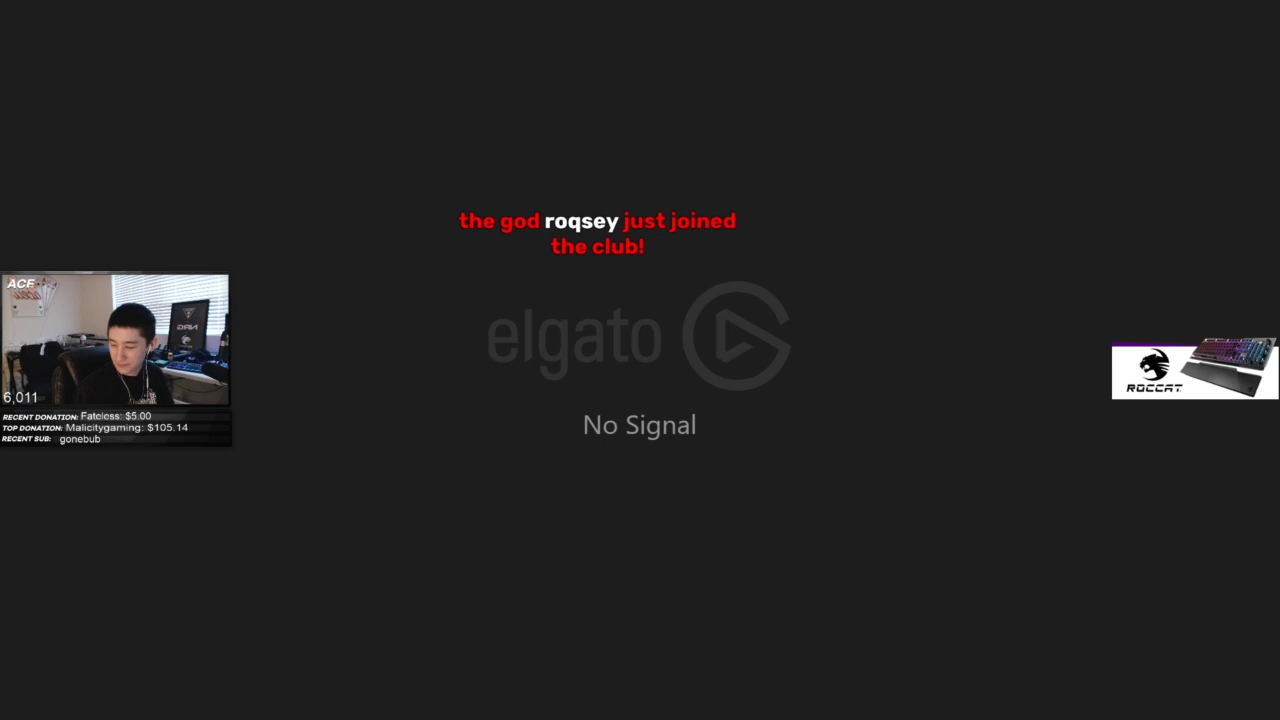 the god roqsey just joined
the club!
elgato
No Signal
ACE
6,011
RECENT DONATION: Fateless: $5.00
TOP DONATION: Malicitygaming: $105.14
RECENT SUB: gonebub
ROCCAT